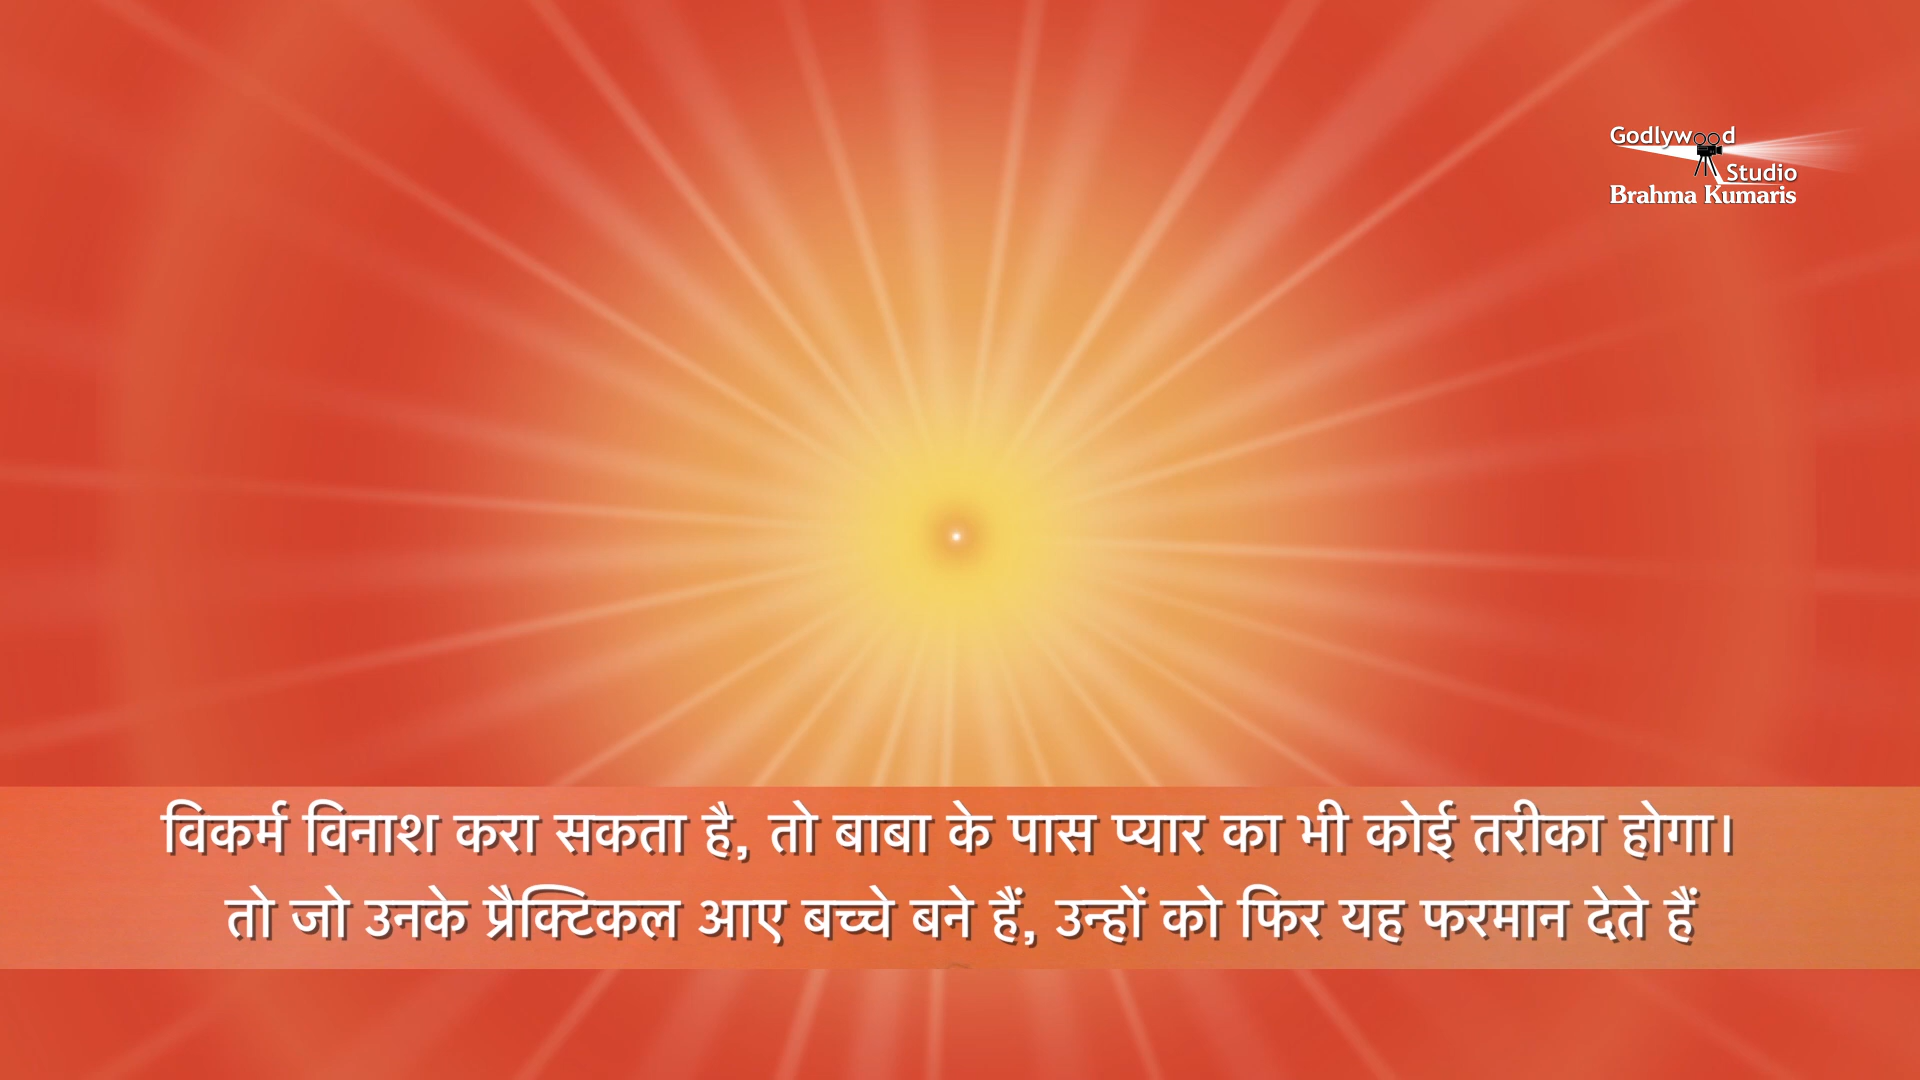 Godlywood
Studio
Brahma Kumaris
विकर्म विनाश करा सकता है, तो बाबा के पास प्यार का भी कोई तरीका होगा।
तो जो उनके प्रैक्टिकल आए बच्चे बने हैं, उन्हों को फिर यह फरमान देते हैं